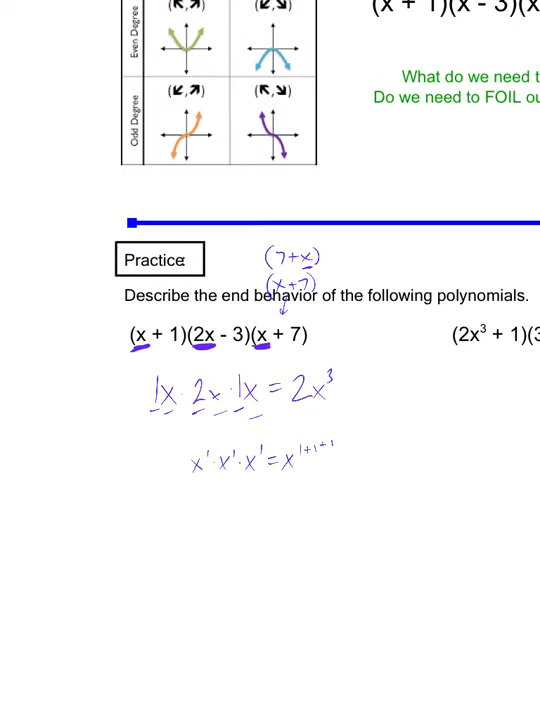 (x + 1)(x - 3)(x
Even Degree
(↖,↗)
(↙,↘)
What do we need t
Do we need to FOIL ou
Odd Degree
(↙,↗)
(↖,↘)
Practice:
(7+x)
(x+7)
Describe the end behavior of the following polynomials.
(x + 1)(2x - 3)(x + 7)
(2x³ + 1)(3
1x · 2x · 1x = 2x³
x¹ · x¹ · x¹ = x¹⁺¹⁺¹